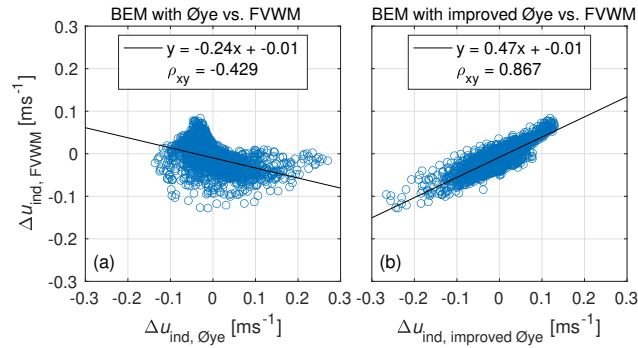 BEM with Øye vs. FVWM
y = -0.24x + -0.01
ρxy = -0.429
0.3
0.2
0.1
0
-0.1
-0.2
-0.3
Δuind, FVWM [ms-1]
(a)
-0.3 -0.2 -0.1 0 0.1 0.2 0.3
Δuind, Øye [ms-1]
BEM with improved Øye vs. FVWM
y = 0.47x + -0.01
ρxy = 0.867
(b)
-0.3 -0.2 -0.1 0 0.1 0.2 0.3
Δuind, improved Øye [ms-1]